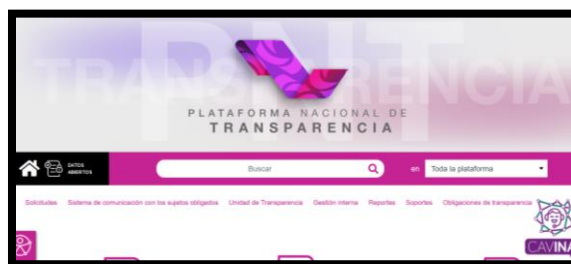 PNT
TRANSPARENCIA
PLATAFORMA NACIONAL DE
TRANSPARENCIA
DATOS
ABIERTOS
Buscar
en
Toda la plataforma
Solicitudes Sistema de comunicación con los sujetos obligados Unidad de Transparencia Gestión interna Reportes Soportes Obligaciones de transparencia
CAVINA